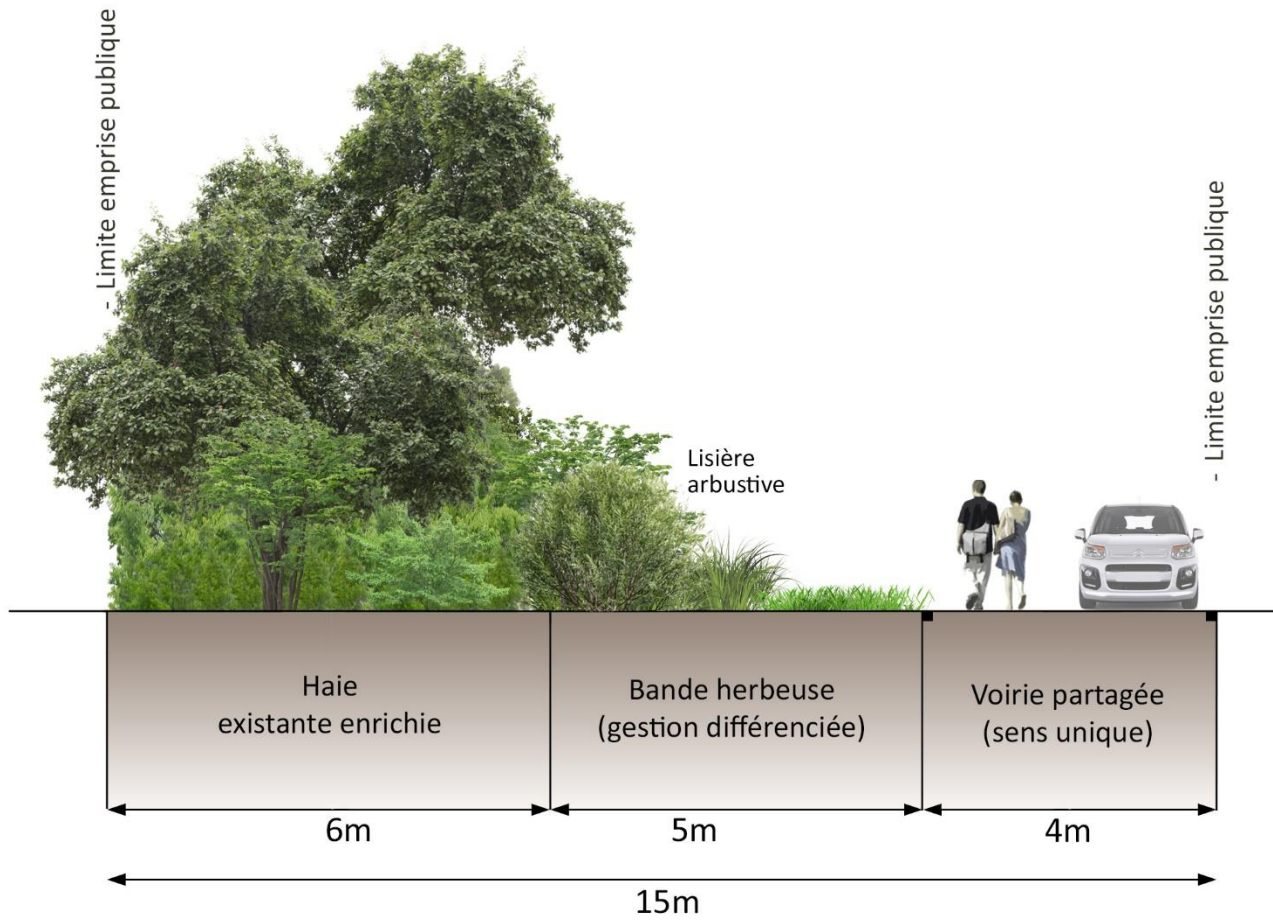 - Limite emprise publique
- Limite emprise publique
Lisière
arbustive
Haie
existante enrichie
Bande herbeuse
(gestion différenciée)
Voirie partagée
(sens unique)
6m
5m
4m
15m